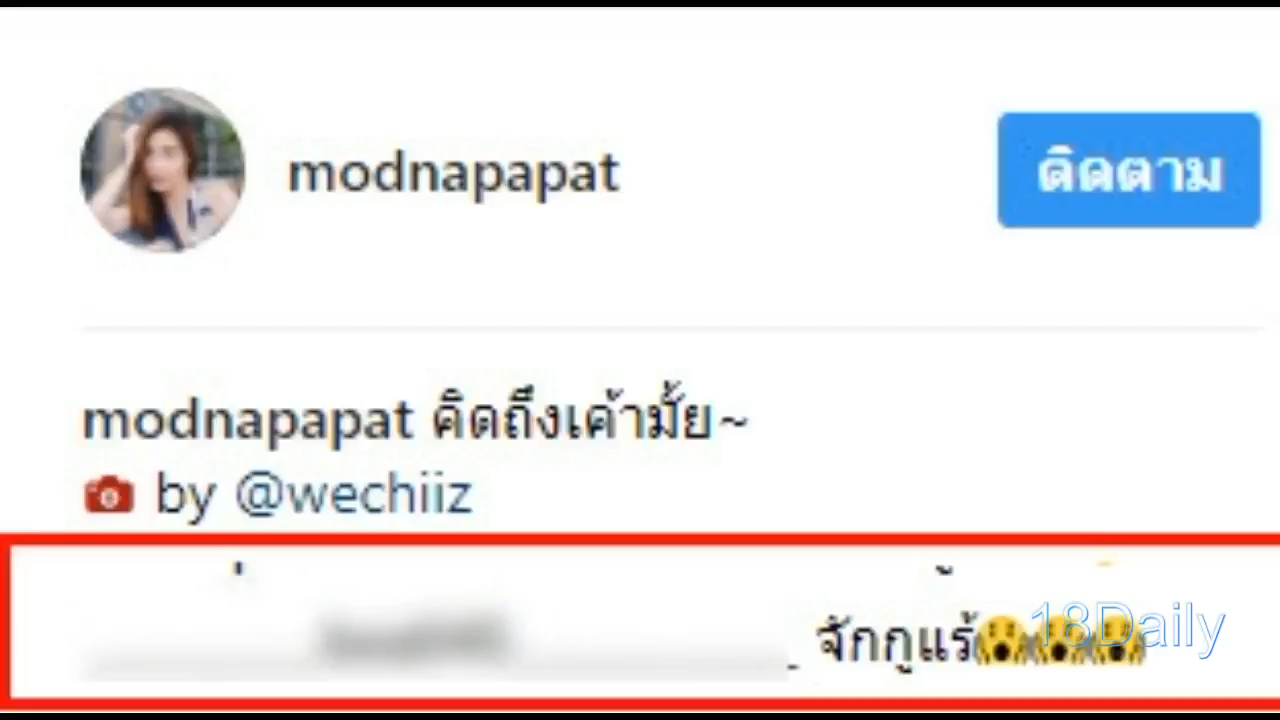 modnapapat
ติดตาม
modnapapat คิดถึงเค้ามั้ย~
by @wechiiz
จักกูแร้
18Daily